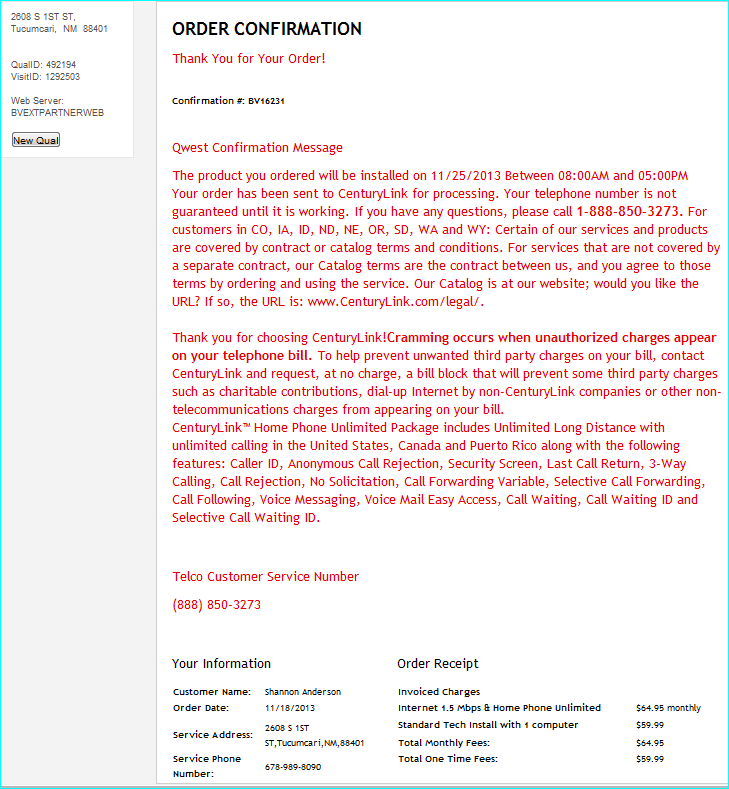 2608 S 1ST ST,
Tucumcari, NM 88401
QualID: 492194
VisitID: 1292503
Web Server:
BVEXTPARTNERWEB
New Qual
ORDER CONFIRMATION
Thank You for Your Order!
Confirmation #: BV16231
Qwest Confirmation Message
The product you ordered will be installed on 11/25/2013 Between 08:00AM and 05:00PM
Your order has been sent to CenturyLink for processing. Your telephone number is not
guaranteed until it is working. If you have any questions, please call 1-888-850-3273. For
customers in CO, IA, ID, ND, NE, OR, SD, WA and WY: Certain of our services and products
are covered by contract or catalog terms and conditions. For services that are not covered by
a separate contract, our Catalog terms are the contract between us, and you agree to those
terms by ordering and using the service. Our Catalog is at our website; would you like the
URL? If so, the URL is: www.CenturyLink.com/legal/.
Thank you for choosing CenturyLink!Cramming occurs when unauthorized charges appear
on your telephone bill. To help prevent unwanted third party charges on your bill, contact
CenturyLink and request, at no charge, a bill block that will prevent some third party charges
such as charitable contributions, dial-up Internet by non-CenturyLink companies or other non-
telecommunications charges from appearing on your bill.
CenturyLink™ Home Phone Unlimited Package includes Unlimited Long Distance with
unlimited calling in the United States, Canada and Puerto Rico along with the following
features: Caller ID, Anonymous Call Rejection, Security Screen, Last Call Return, 3-Way
Calling, Call Rejection, No Solicitation, Call Forwarding Variable, Selective Call Forwarding,
Call Following, Voice Messaging, Voice Mail Easy Access, Call Waiting, Call Waiting ID and
Selective Call Waiting ID.
Telco Customer Service Number
(888) 850-3273
Your Information
Customer Name: Shannon Anderson
Order Date: 11/18/2013
Service Address: 2608 S 1ST
ST,Tucumcari,NM,88401
Service Phone
Number: 678-989-8090
Order Receipt
Invoiced Charges
Internet 1.5 Mbps & Home Phone Unlimited $64.95 monthly
Standard Tech Install with 1 computer $59.99
Total Monthly Fees: $64.95
Total One Time Fees: $59.99